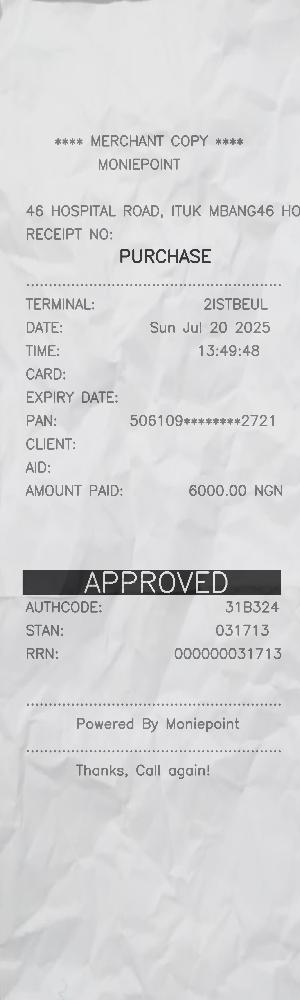 **** MERCHANT COPY ****
MONIEPOINT
46 HOSPITAL ROAD, ITUK MBANG46 HO
RECEIPT NO:
PURCHASE
TERMINAL: 2ISTBEUL
DATE: Sun Jul 20 2025
TIME: 13:49:48
CARD:
EXPIRY DATE:
PAN: 506109********2721
CLIENT:
AID:
AMOUNT PAID: 6000.00 NGN
APPROVED
AUTHCODE: 31B324
STAN: 031713
RRN: 000000031713
Powered By Moniepoint
Thanks, Call again!